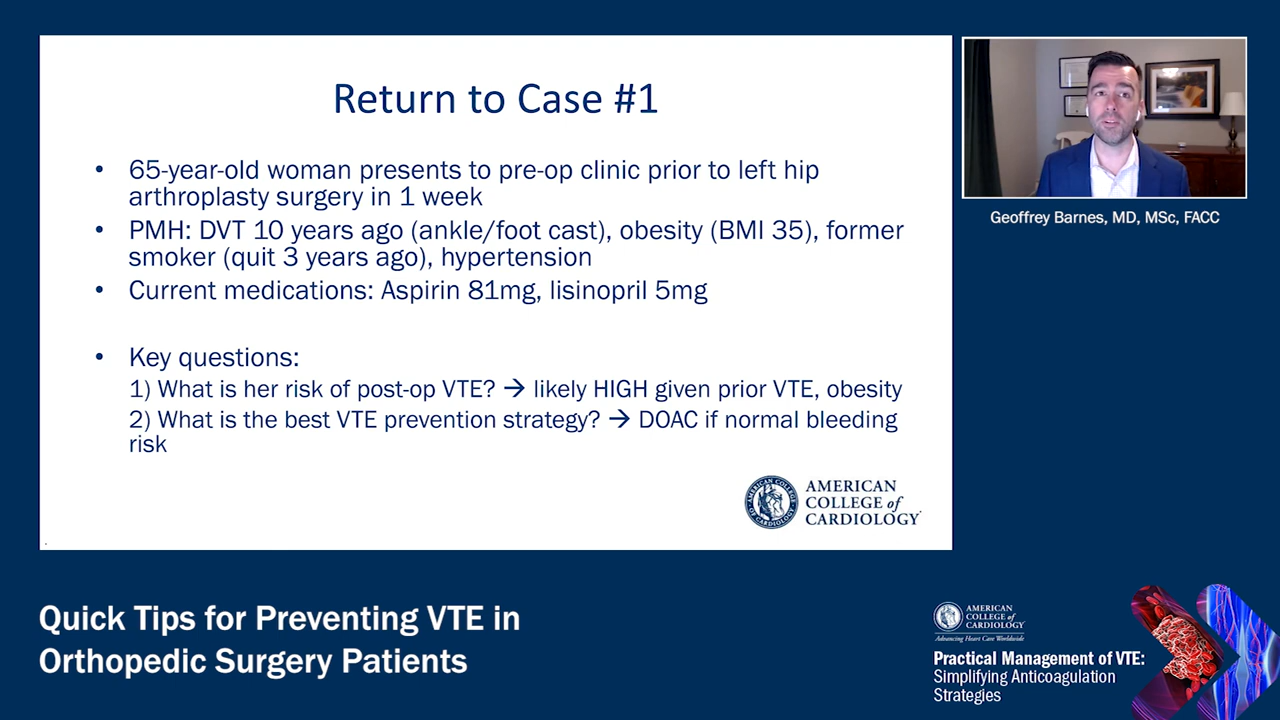 Return to Case #1
• 65-year-old woman presents to pre-op clinic prior to left hip
arthroplasty surgery in 1 week
• PMH: DVT 10 years ago (ankle/foot cast), obesity (BMI 35), former
smoker (quit 3 years ago), hypertension
• Current medications: Aspirin 81mg, lisinopril 5mg
• Key questions:
1) What is her risk of post-op VTE? → likely HIGH given prior VTE, obesity
2) What is the best VTE prevention strategy? → DOAC if normal bleeding
risk
AMERICAN
COLLEGE of
CARDIOLOGY
Geoffrey Barnes, MD, MSc, FACC
Quick Tips for Preventing VTE in
Orthopedic Surgery Patients
AMERICAN
COLLEGE of
CARDIOLOGY
Advancing Heart Care Worldwide
Practical Management of VTE:
Simplifying Anticoagulation
Strategies